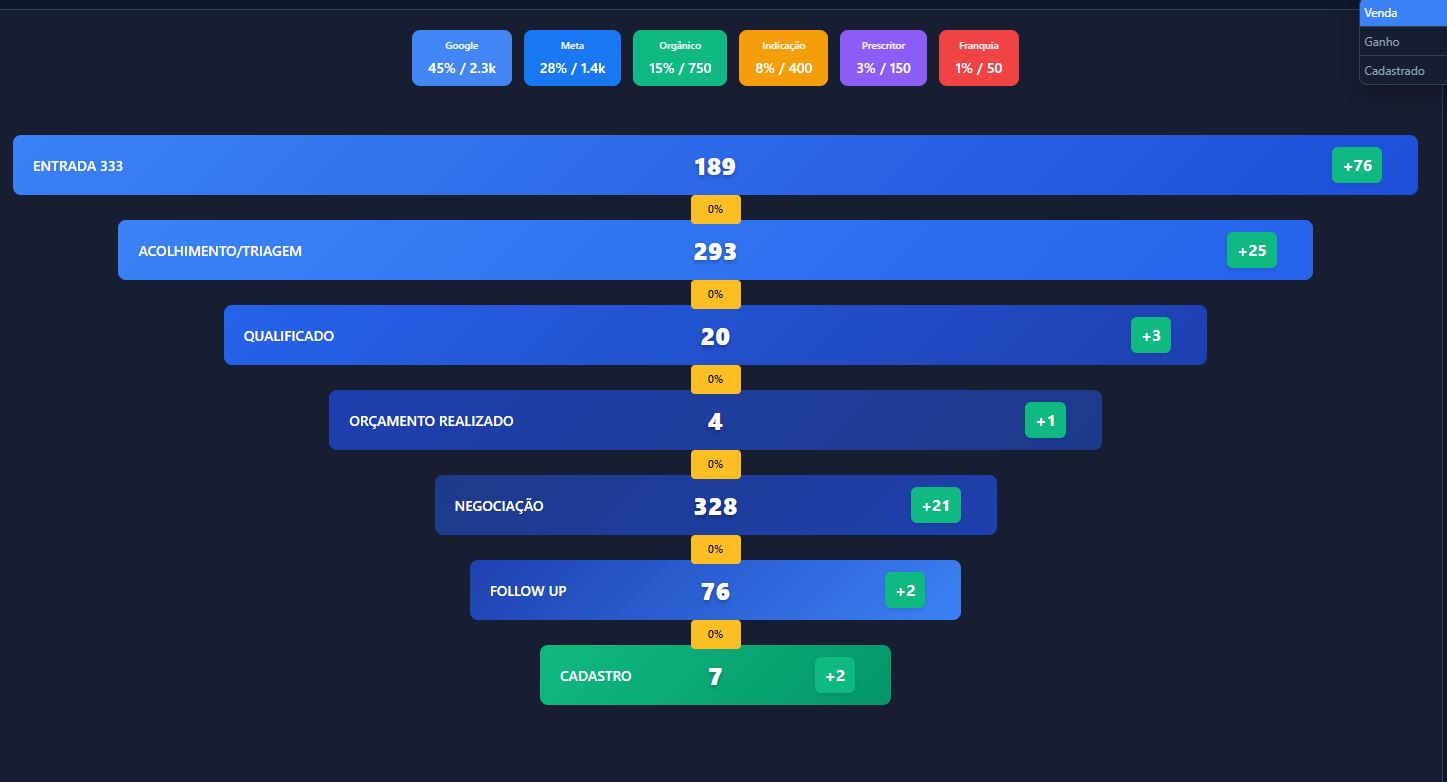 Venda
Ganho
Cadastrado
Google
45% / 2.3k
Meta
28% / 1.4k
Orgânico
15% / 750
Indicação
8% / 400
Prescritor
3% / 150
Franquia
1% / 50
ENTRADA 333 189 +76
0%
ACOLHIMENTO/TRIAGEM 293 +25
0%
QUALIFICADO 20 +3
0%
ORÇAMENTO REALIZADO 4 +1
0%
NEGOCIAÇÃO 328 +21
0%
FOLLOW UP 76 +2
0%
CADASTRO 7 +2